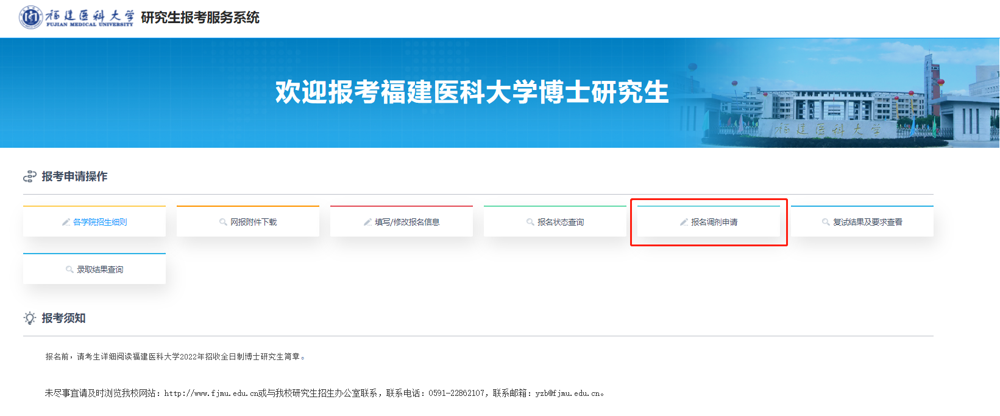 福建医科大学 研究生报考服务系统
FUJIAN MEDICAL UNIVERSITY
欢迎报考福建医科大学博士研究生
福建医科大学
报考申请操作
各学院招生细则 网报附件下载 填写/修改报名信息 报名状态查询 报名调剂申请 复试结果及要求查看
录取结果查询
报考须知
报名前，请考生详细阅读福建医科大学2022年招收全日制博士研究生简章。
未尽事宜请及时浏览我校网站：http://www.fjmu.edu.cn或与我校研究生招生办公室联系，联系电话：0591-22862107，联系邮箱：yzb@fjmu.edu.cn。